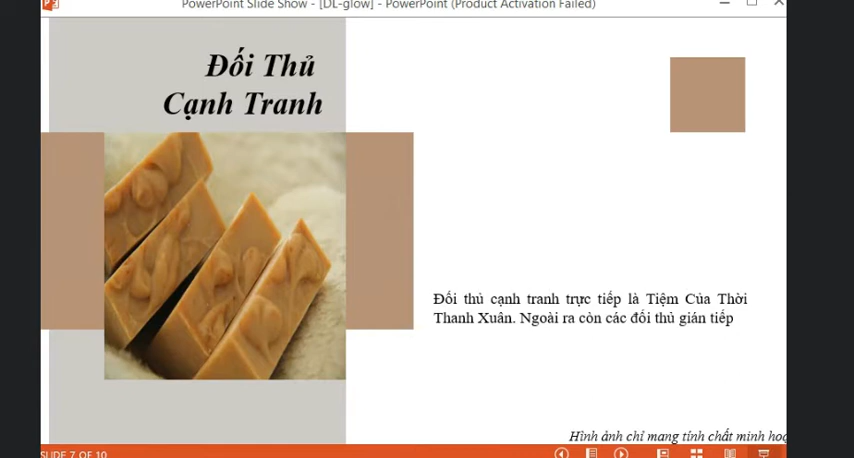 PowerPoint Slide Show - [DL-glow] - PowerPoint (Product Activation Failed)
Đối Thủ
Cạnh Tranh
Đối thủ cạnh tranh trực tiếp là Tiệm Của Thời
Thanh Xuân. Ngoài ra còn các đối thủ gián tiếp
Hình ảnh chỉ mang tính chất minh hoạ
SLIDE 7 OF 10